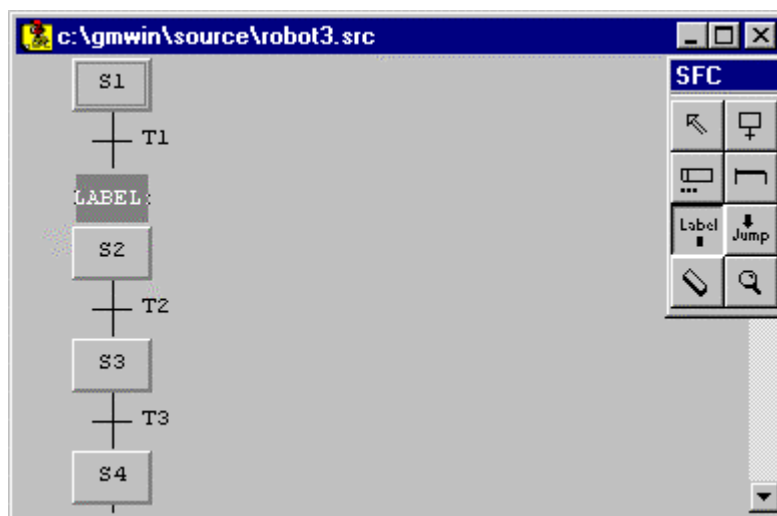 c:\gmwin\source\robot3.src
SFC
S1
T1
LABEL:
S2
T2
S3
T3
S4
Label
Jump